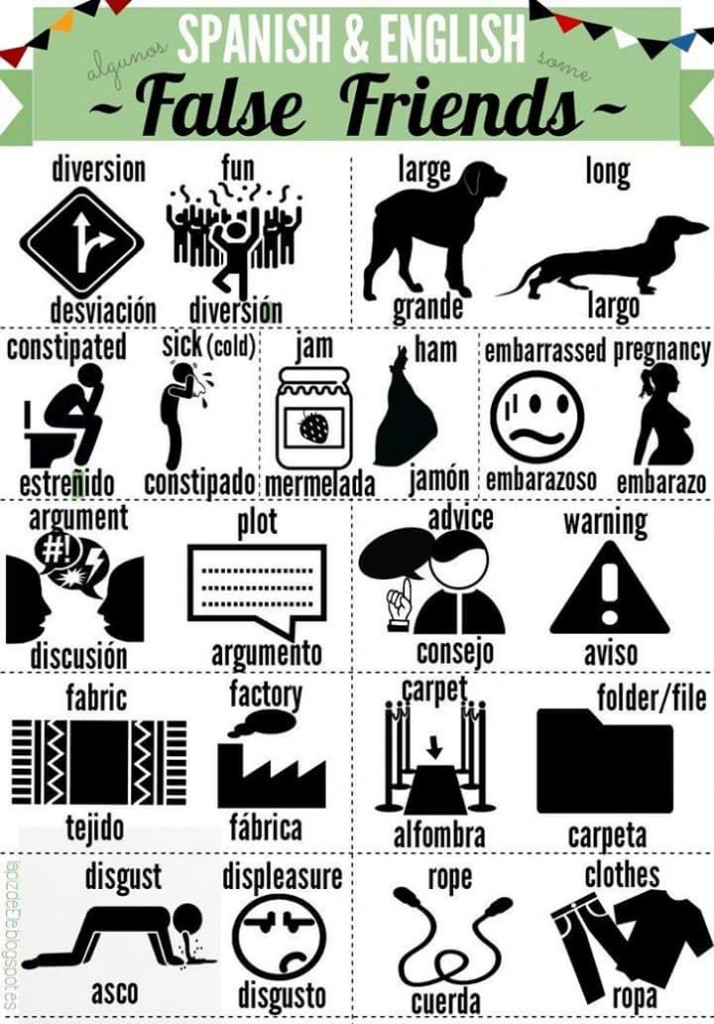 algunos SPANISH & ENGLISH some
~ False Friends ~
diversion fun large long
desviación diversión grande largo
constipated sick (cold) jam ham embarrassed pregnancy
estreñido constipado mermelada jamón embarazoso embarazo
argument plot advice warning
#!
discusión argumento consejo aviso
fabric factory carpet folder/file
tejido fábrica alfombra carpeta
disgust displeasure rope clothes
asco disgusto cuerda ropa
lapizdeEle.blogspot.es